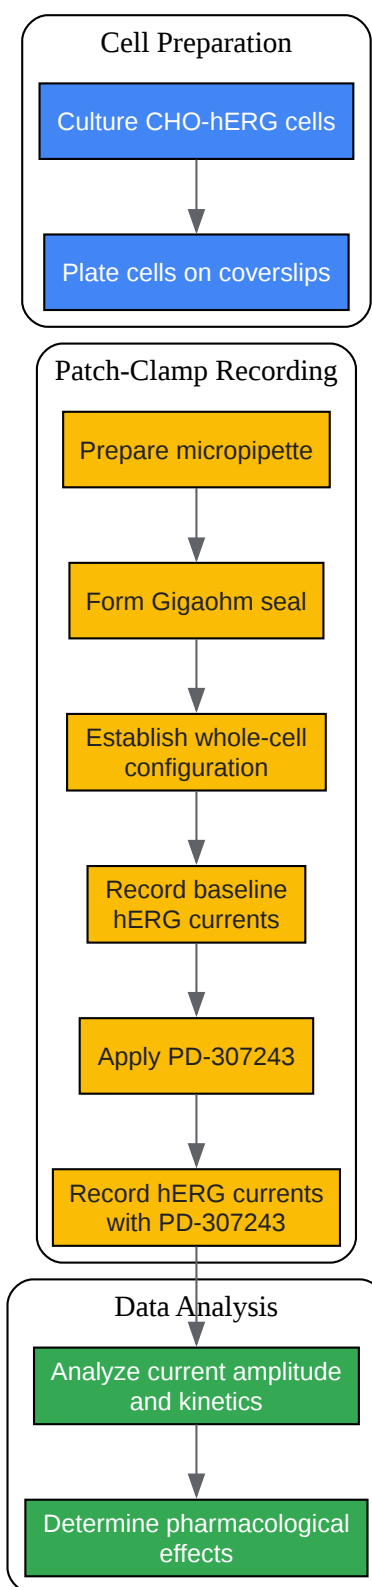 Cell Preparation
Culture CHO-hERG cells
Plate cells on coverslips
Patch-Clamp Recording
Prepare micropipette
Form Gigaohm seal
Establish whole-cell
configuration
Record baseline
hERG currents
Apply PD-307243
Record hERG currents
with PD-307243
Data Analysis
Analyze current amplitude
and kinetics
Determine pharmacological
effects